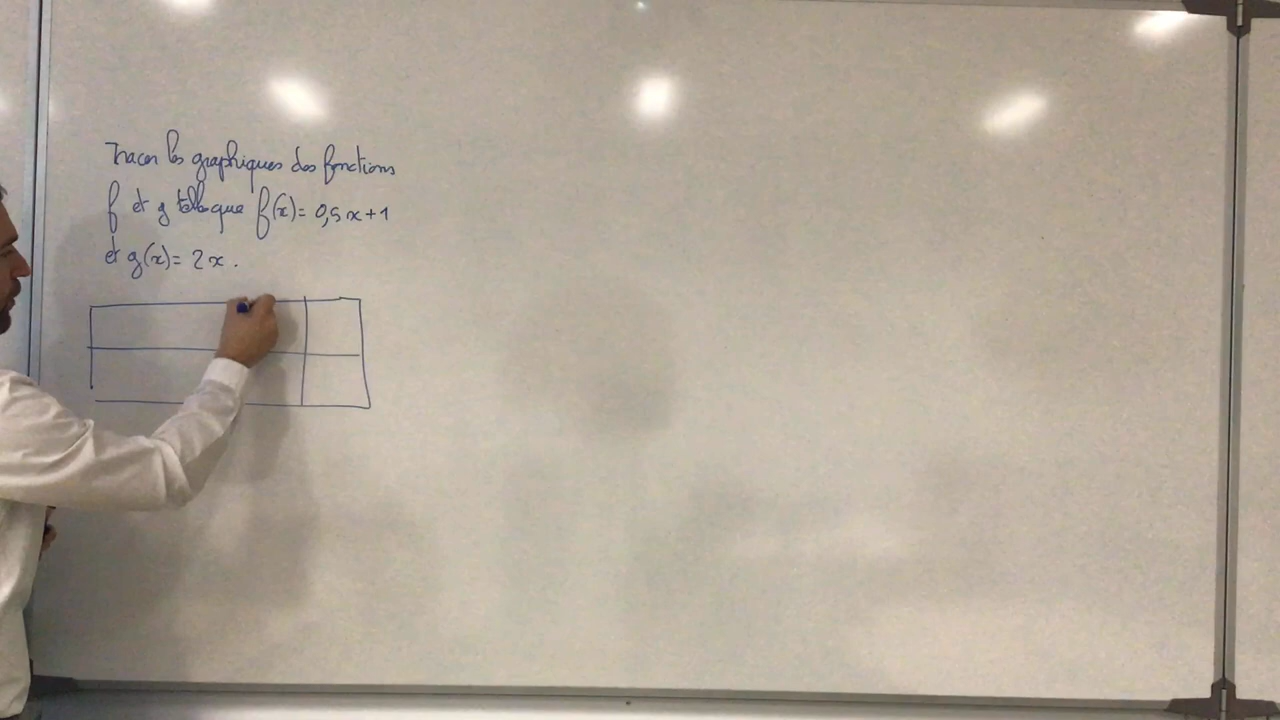 Tracer les graphiques des fonctions
f et g telles que f(x) = 0,5x+1
et g(x) = 2x.